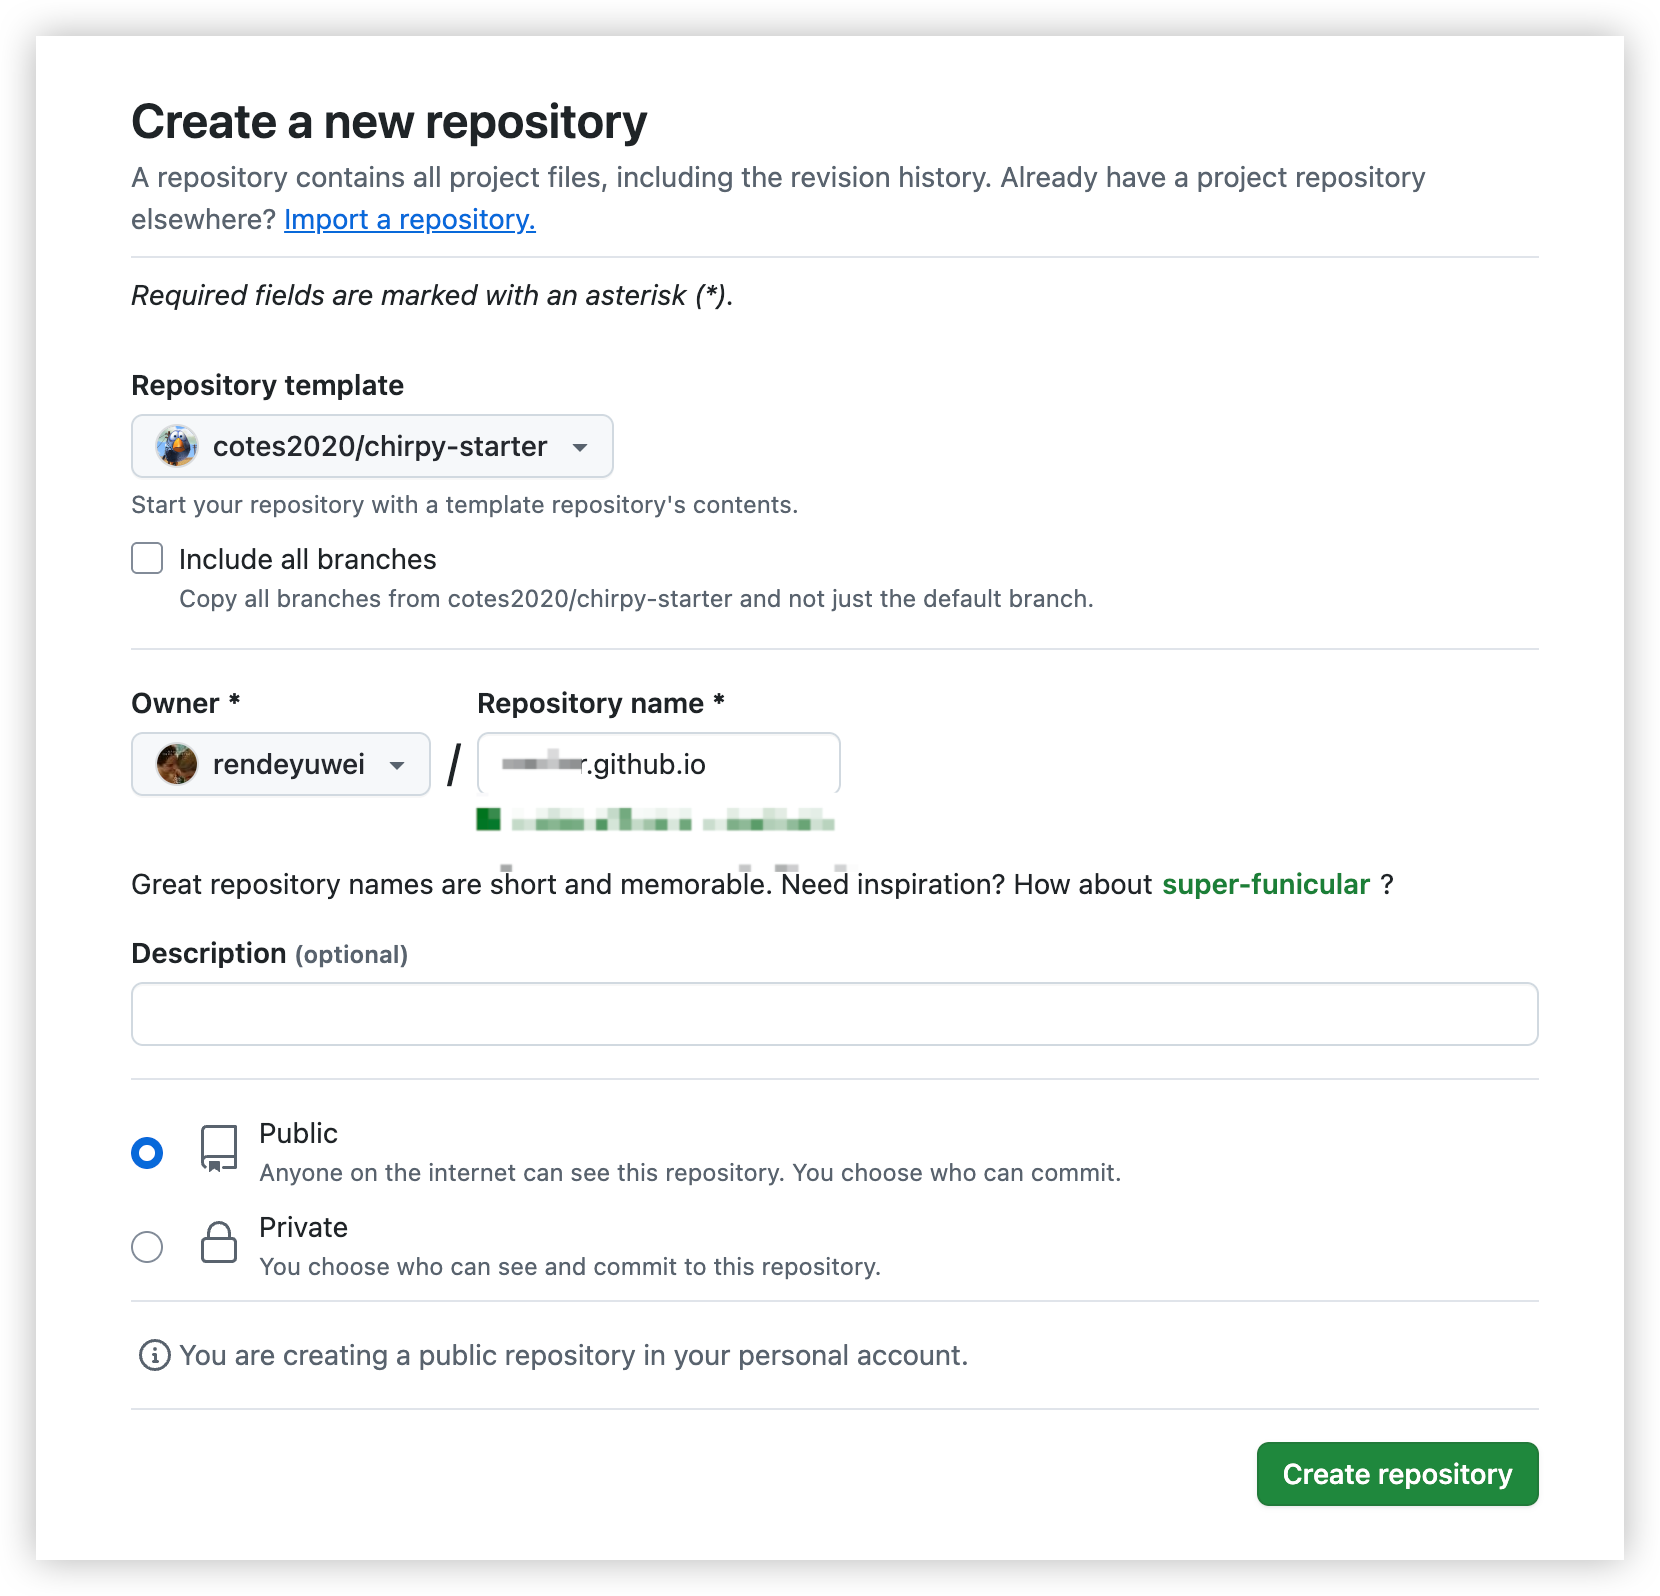 Create a new repository
A repository contains all project files, including the revision history. Already have a project repository
elsewhere? Import a repository.
Required fields are marked with an asterisk (*).
Repository template
cotes2020/chirpy-starter
Start your repository with a template repository's contents.
Include all branches
Copy all branches from cotes2020/chirpy-starter and not just the default branch.
Owner * Repository name *
rendeyuwei / r.github.io
Great repository names are short and memorable. Need inspiration? How about super-funicular ?
Description (optional)
Public
Anyone on the internet can see this repository. You choose who can commit.
Private
You choose who can see and commit to this repository.
You are creating a public repository in your personal account.
Create repository